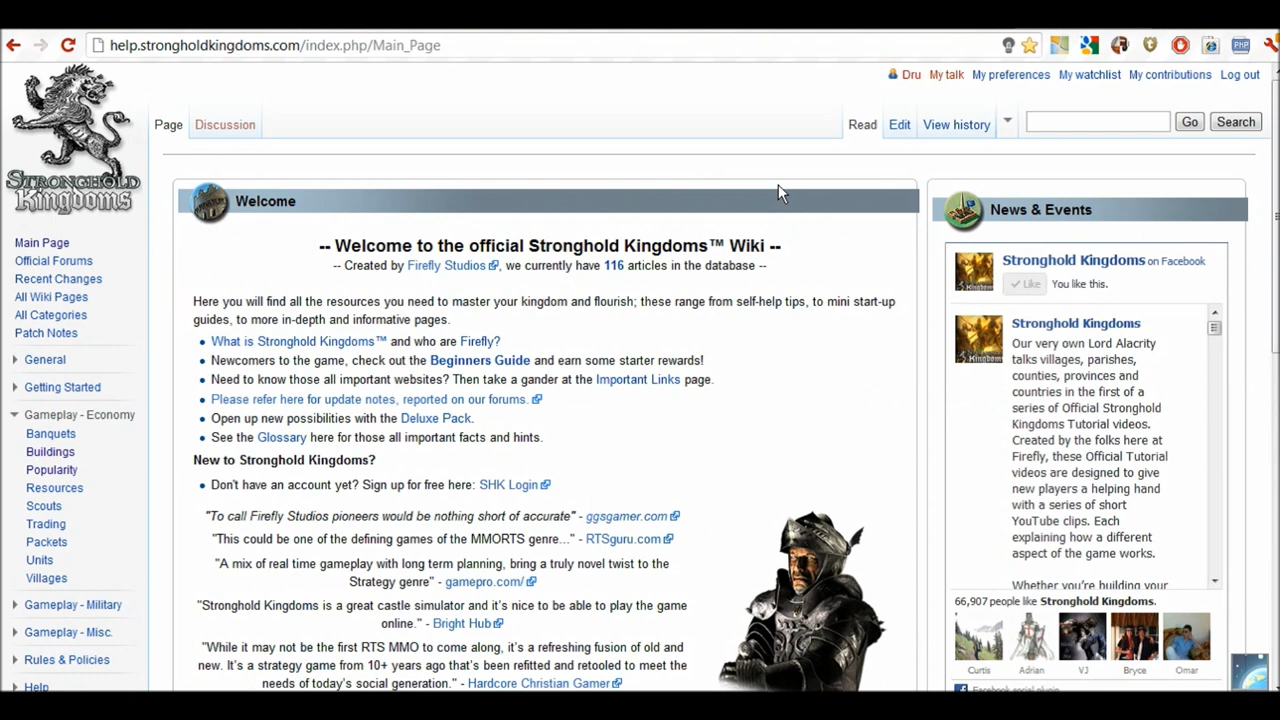 help.strongholdkingdoms.com/index.php/Main_Page
Dru My talk My preferences My watchlist My contributions Log out
Page Discussion Read Edit View history Go Search
STRONGHOLD
Kingdoms
Main Page
Official Forums
Recent Changes
All Wiki Pages
All Categories
Patch Notes
General
Getting Started
Gameplay - Economy
Banquets
Buildings
Popularity
Resources
Scouts
Trading
Packets
Units
Villages
Gameplay - Military
Gameplay - Misc.
Rules & Policies
Help
Welcome
-- Welcome to the official Stronghold Kingdoms™ Wiki --
-- Created by Firefly Studios, we currently have 116 articles in the database --
Here you will find all the resources you need to master your kingdom and flourish; these range from self-help tips, to mini start-up
guides, to more in-depth and informative pages.
What is Stronghold Kingdoms™ and who are Firefly?
Newcomers to the game, check out the Beginners Guide and earn some starter rewards!
Need to know those all important websites? Then take a gander at the Important Links page.
Please refer here for update notes, reported on our forums.
Open up new possibilities with the Deluxe Pack.
See the Glossary here for those all important facts and hints.
New to Stronghold Kingdoms?
Don't have an account yet? Sign up for free here: SHK Login
"To call Firefly Studios pioneers would be nothing short of accurate" - ggsgamer.com
"This could be one of the defining games of the MMORTS genre..." - RTSguru.com
"A mix of real time gameplay with long term planning, bring a truly novel twist to the
Strategy genre" - gamepro.com/
"Stronghold Kingdoms is a great castle simulator and it's nice to be able to play the game
online." - Bright Hub
"While it may not be the first RTS MMO to come along, it's a refreshing fusion of old and
new. It's a strategy game from 10+ years ago that's been refitted and retooled to meet the
needs of today's social generation." - Hardcore Christian Gamer
News & Events
Stronghold Kingdoms on Facebook
Like You like this.
Stronghold Kingdoms
Our very own Lord Alacrity
talks villages, parishes,
counties, provinces and
countries in the first of a
series of Official Stronghold
Kingdoms Tutorial videos.
Created by the folks here at
Firefly, these Official Tutorial
videos are designed to give
new players a helping hand
with a series of short
YouTube clips. Each
explaining how a different
aspect of the game works.
Whether you're building your
66,907 people like Stronghold Kingdoms.
Curtis Adrian VJ Bryce Omar
Facebook social plugin